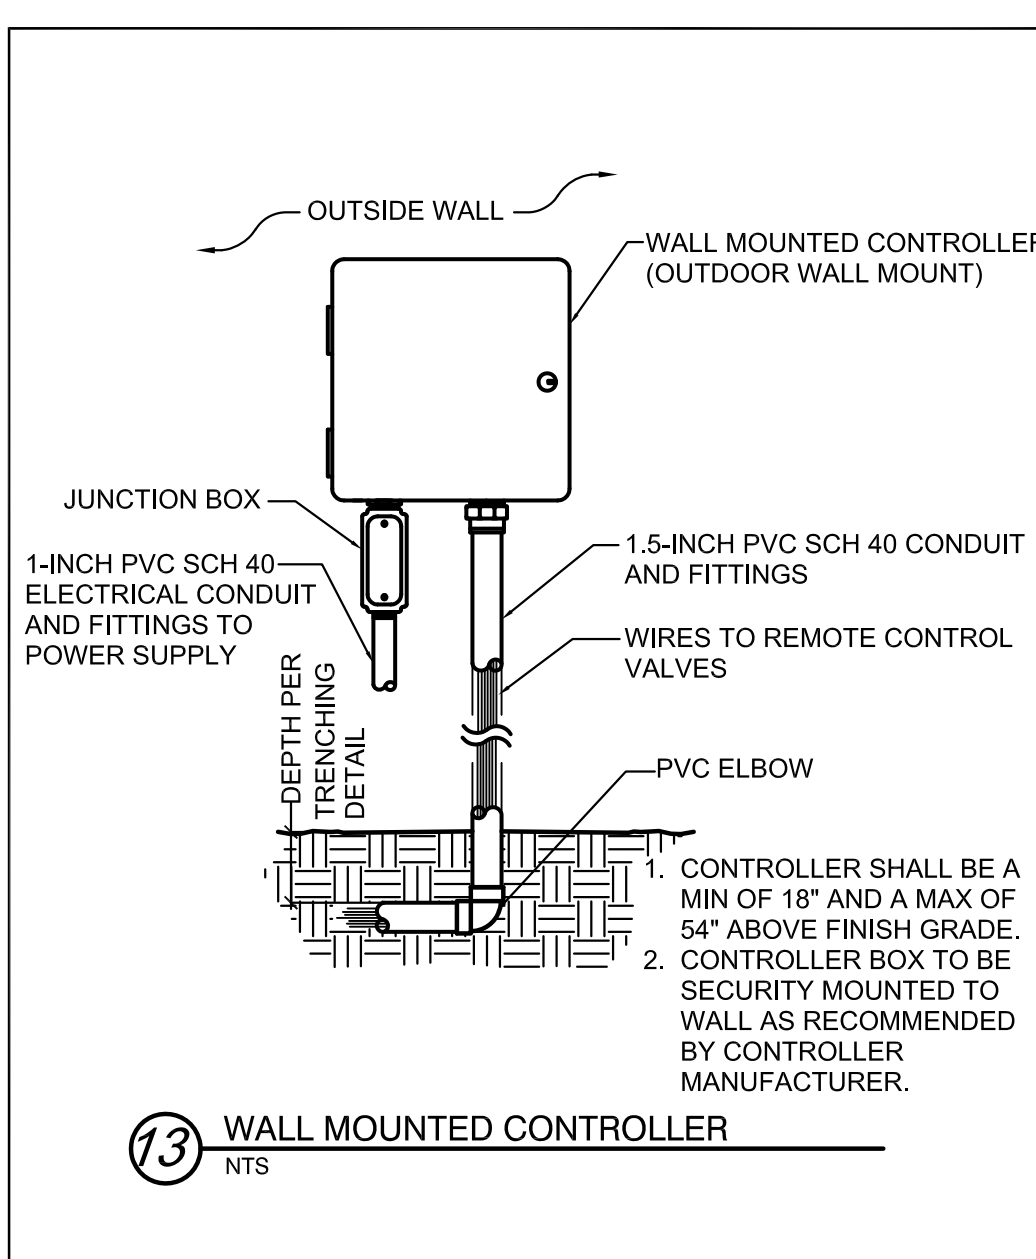 OUTSIDE WALL
WALL MOUNTED CONTROLLER
(OUTDOOR WALL MOUNT)
JUNCTION BOX
1-INCH PVC SCH 40
ELECTRICAL CONDUIT
AND FITTINGS TO
POWER SUPPLY
1.5-INCH PVC SCH 40 CONDUIT
AND FITTINGS
WIRES TO REMOTE CONTROL
VALVES
DEPTH PER
TRENCHING
DETAIL
PVC ELBOW
1. CONTROLLER SHALL BE A
MIN OF 18" AND A MAX OF
54" ABOVE FINISH GRADE.
2. CONTROLLER BOX TO BE
SECURITY MOUNTED TO
WALL AS RECOMMENDED
BY CONTROLLER
MANUFACTURER.
13 WALL MOUNTED CONTROLLER
NTS